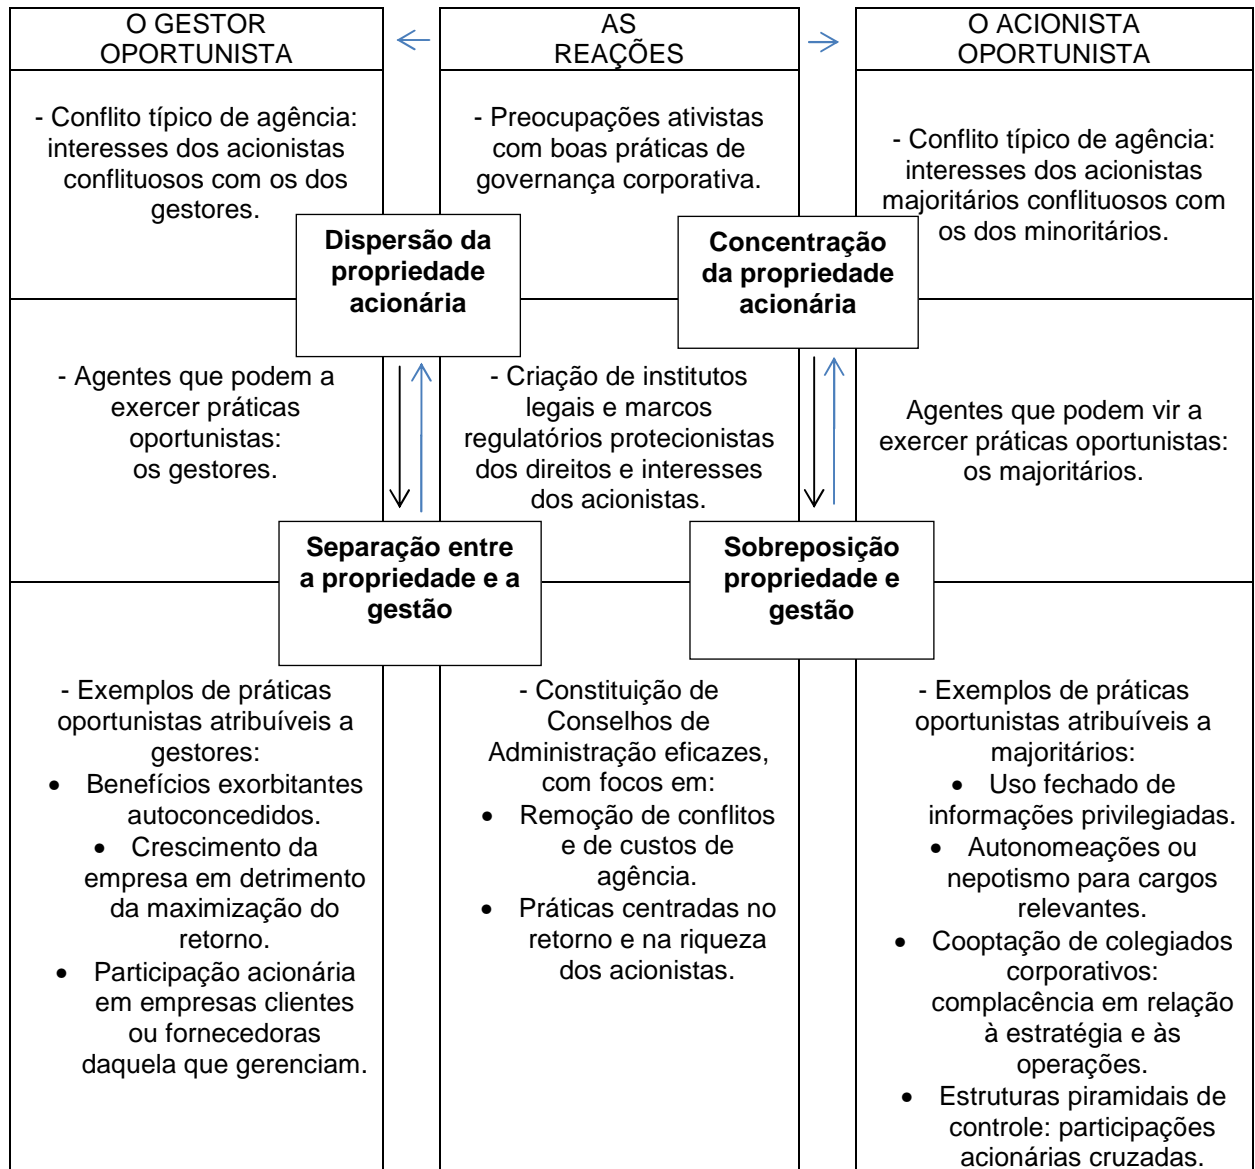 O GESTOR
OPORTUNISTA
AS
REAÇÕES
O ACIONISTA
OPORTUNISTA
- Conflito típico de agência:
interesses dos acionistas
conflituosos com os dos
gestores.
- Preocupações ativistas
com boas práticas de
governança corporativa.
- Conflito típico de agência:
interesses dos acionistas
majoritários conflituosos com
os dos minoritários.
Dispersão da
propriedade
acionária
Concentração
da propriedade
acionária
- Agentes que podem a
exercer práticas
oportunistas:
os gestores.
- Criação de institutos
legais e marcos
regulatórios protecionistas
dos direitos e interesses
dos acionistas.
Agentes que podem vir a
exercer práticas oportunistas:
os majoritários.
Separação entre
a propriedade e a
gestão
Sobreposição
propriedade e
gestão
- Exemplos de práticas
oportunistas atribuíveis a
gestores:
• Benefícios exorbitantes
autoconcedidos.
• Crescimento da
empresa em detrimento
da maximização do
retorno.
• Participação acionária
em empresas clientes
ou fornecedoras
daquela que gerenciam.
- Constituição de
Conselhos de
Administração eficazes,
com focos em:
• Remoção de conflitos
e de custos de
agência.
• Práticas centradas no
retorno e na riqueza
dos acionistas.
- Exemplos de práticas
oportunistas atribuíveis a
majoritários:
• Uso fechado de
informações privilegiadas.
• Autonomeações ou
nepotismo para cargos
relevantes.
• Cooptação de colegiados
corporativos:
complacência em relação
à estratégia e às
operações.
• Estruturas piramidais de
controle: participações
acionárias cruzadas.